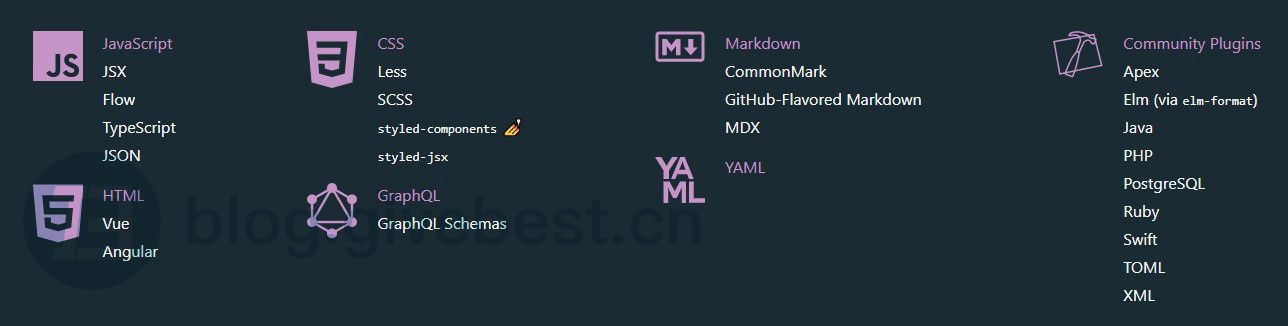 JS
JavaScript
JSX
Flow
TypeScript
JSON
HTML
Vue
Angular
CSS
Less
SCSS
styled-components
styled-jsx
GraphQL
GraphQL Schemas
M
Markdown
CommonMark
GitHub-Flavored Markdown
MDX
YA
ML
YAML
Community Plugins
Apex
Elm (via elm-format)
Java
PHP
PostgreSQL
Ruby
Swift
TOML
XML
blog.givebest.cn